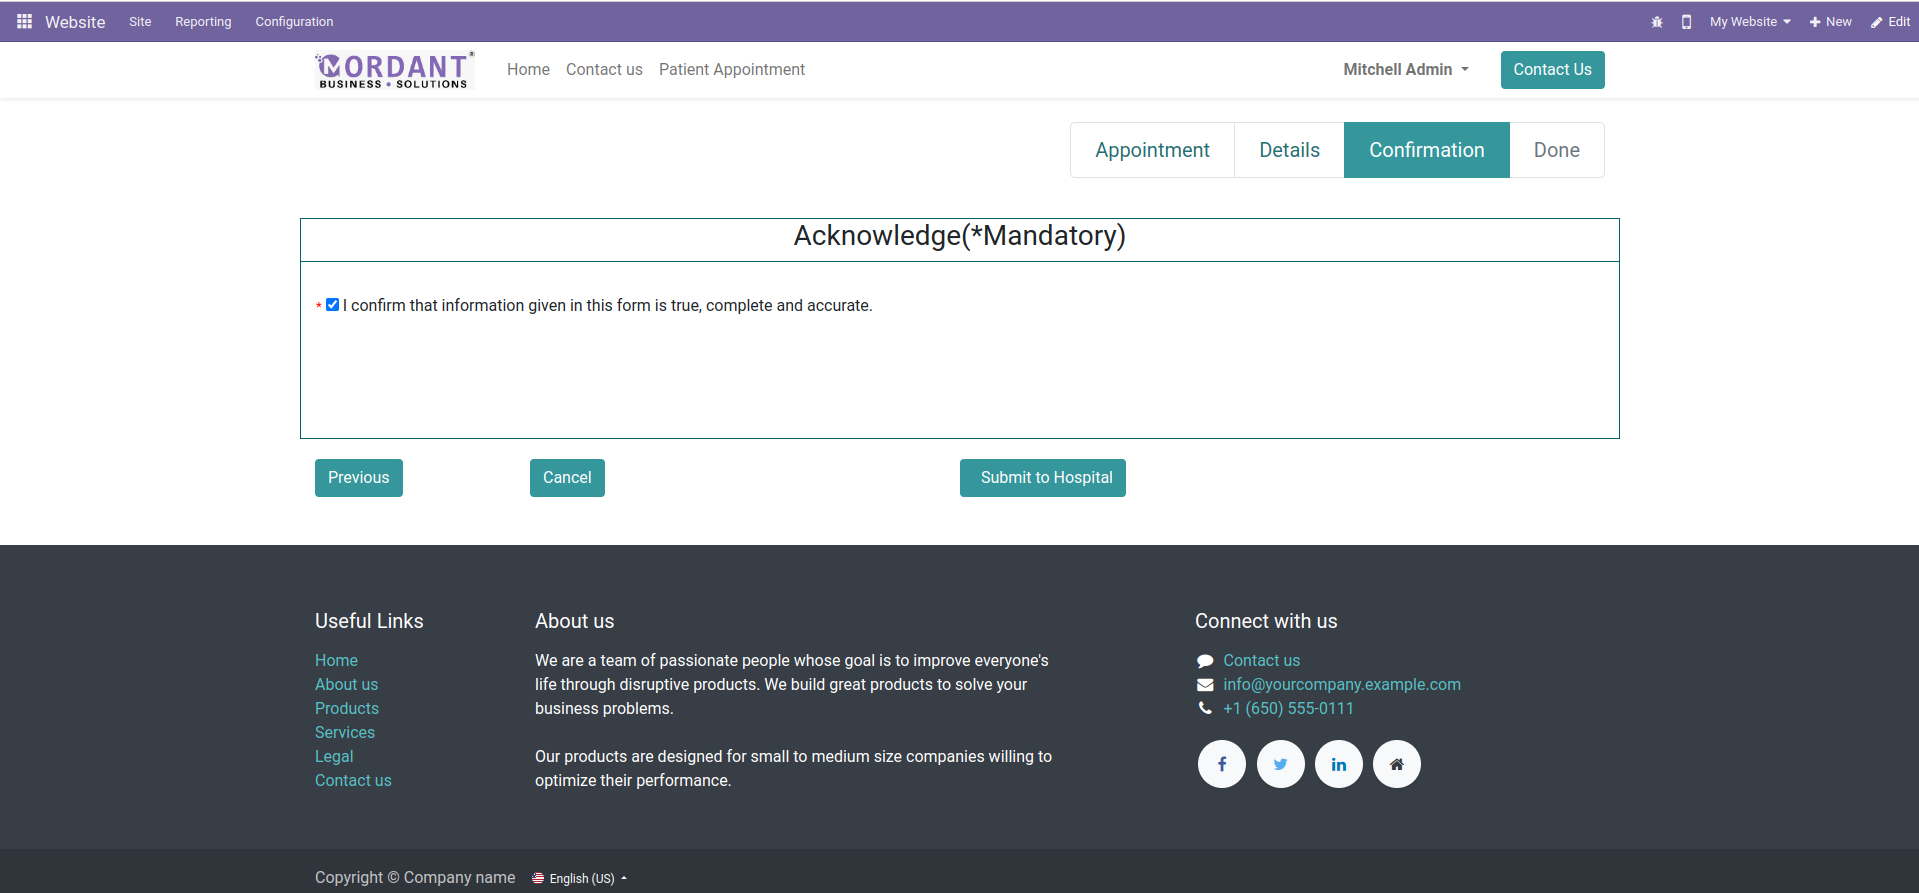 Website Site Reporting Configuration My Website New Edit
MORDANT
BUSINESS • SOLUTIONS
Home Contact us Patient Appointment Mitchell Admin Contact Us
Appointment Details Confirmation Done
Acknowledge(*Mandatory)
* I confirm that information given in this form is true, complete and accurate.
Previous Cancel Submit to Hospital
Useful Links
Home
About us
Products
Services
Legal
Contact us
About us
We are a team of passionate people whose goal is to improve everyone's
life through disruptive products. We build great products to solve your
business problems.
Our products are designed for small to medium size companies willing to
optimize their performance.
Connect with us
Contact us
info@yourcompany.example.com
+1 (650) 555-0111
Copyright © Company name English (US)